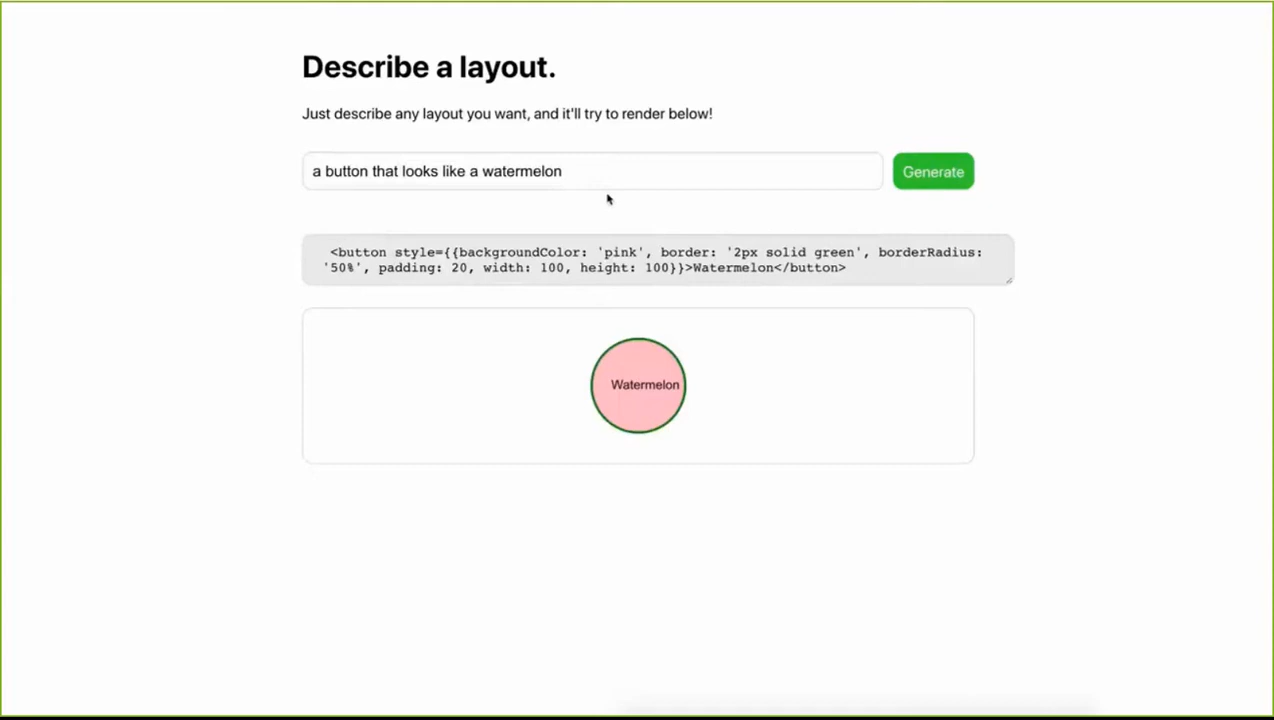 Describe a layout.
Just describe any layout you want, and it'll try to render below!
a button that looks like a watermelon
Generate
<button style={{backgroundColor: 'pink', border: '2px solid green', borderRadius:
'50%', padding: 20, width: 100, height: 100}}>Watermelon</button>
Watermelon